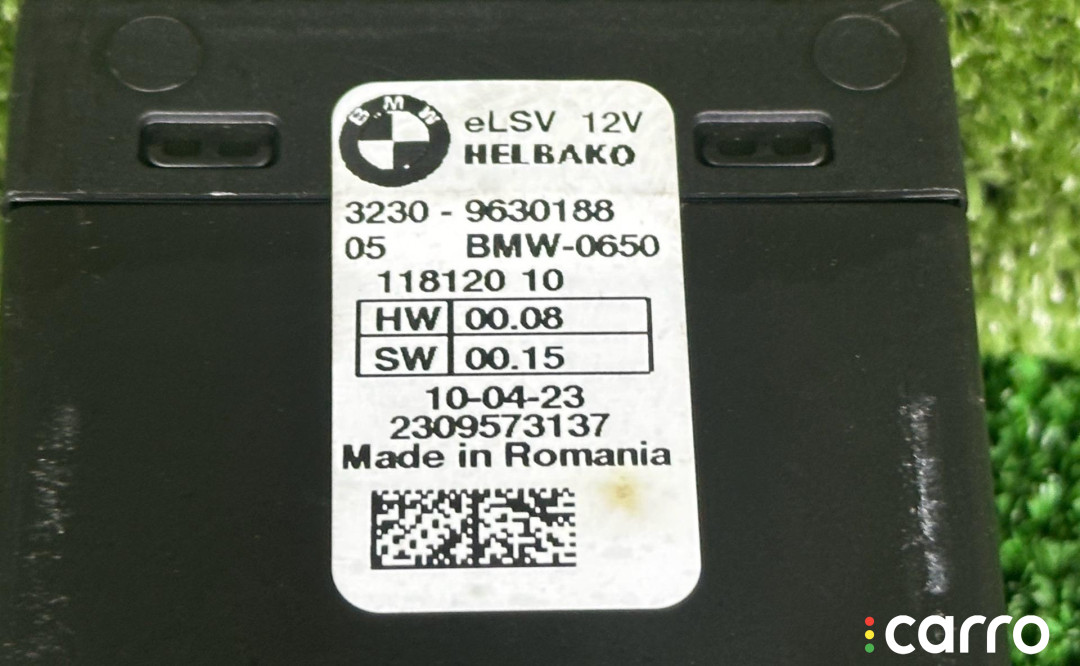 BMW
eLSV 12V
HELBAKO
3230 - 9630188
05 BMW-0650
118120 10
HW 00.08
SW 00.15
10-04-23
2309573137
Made in Romania
carro